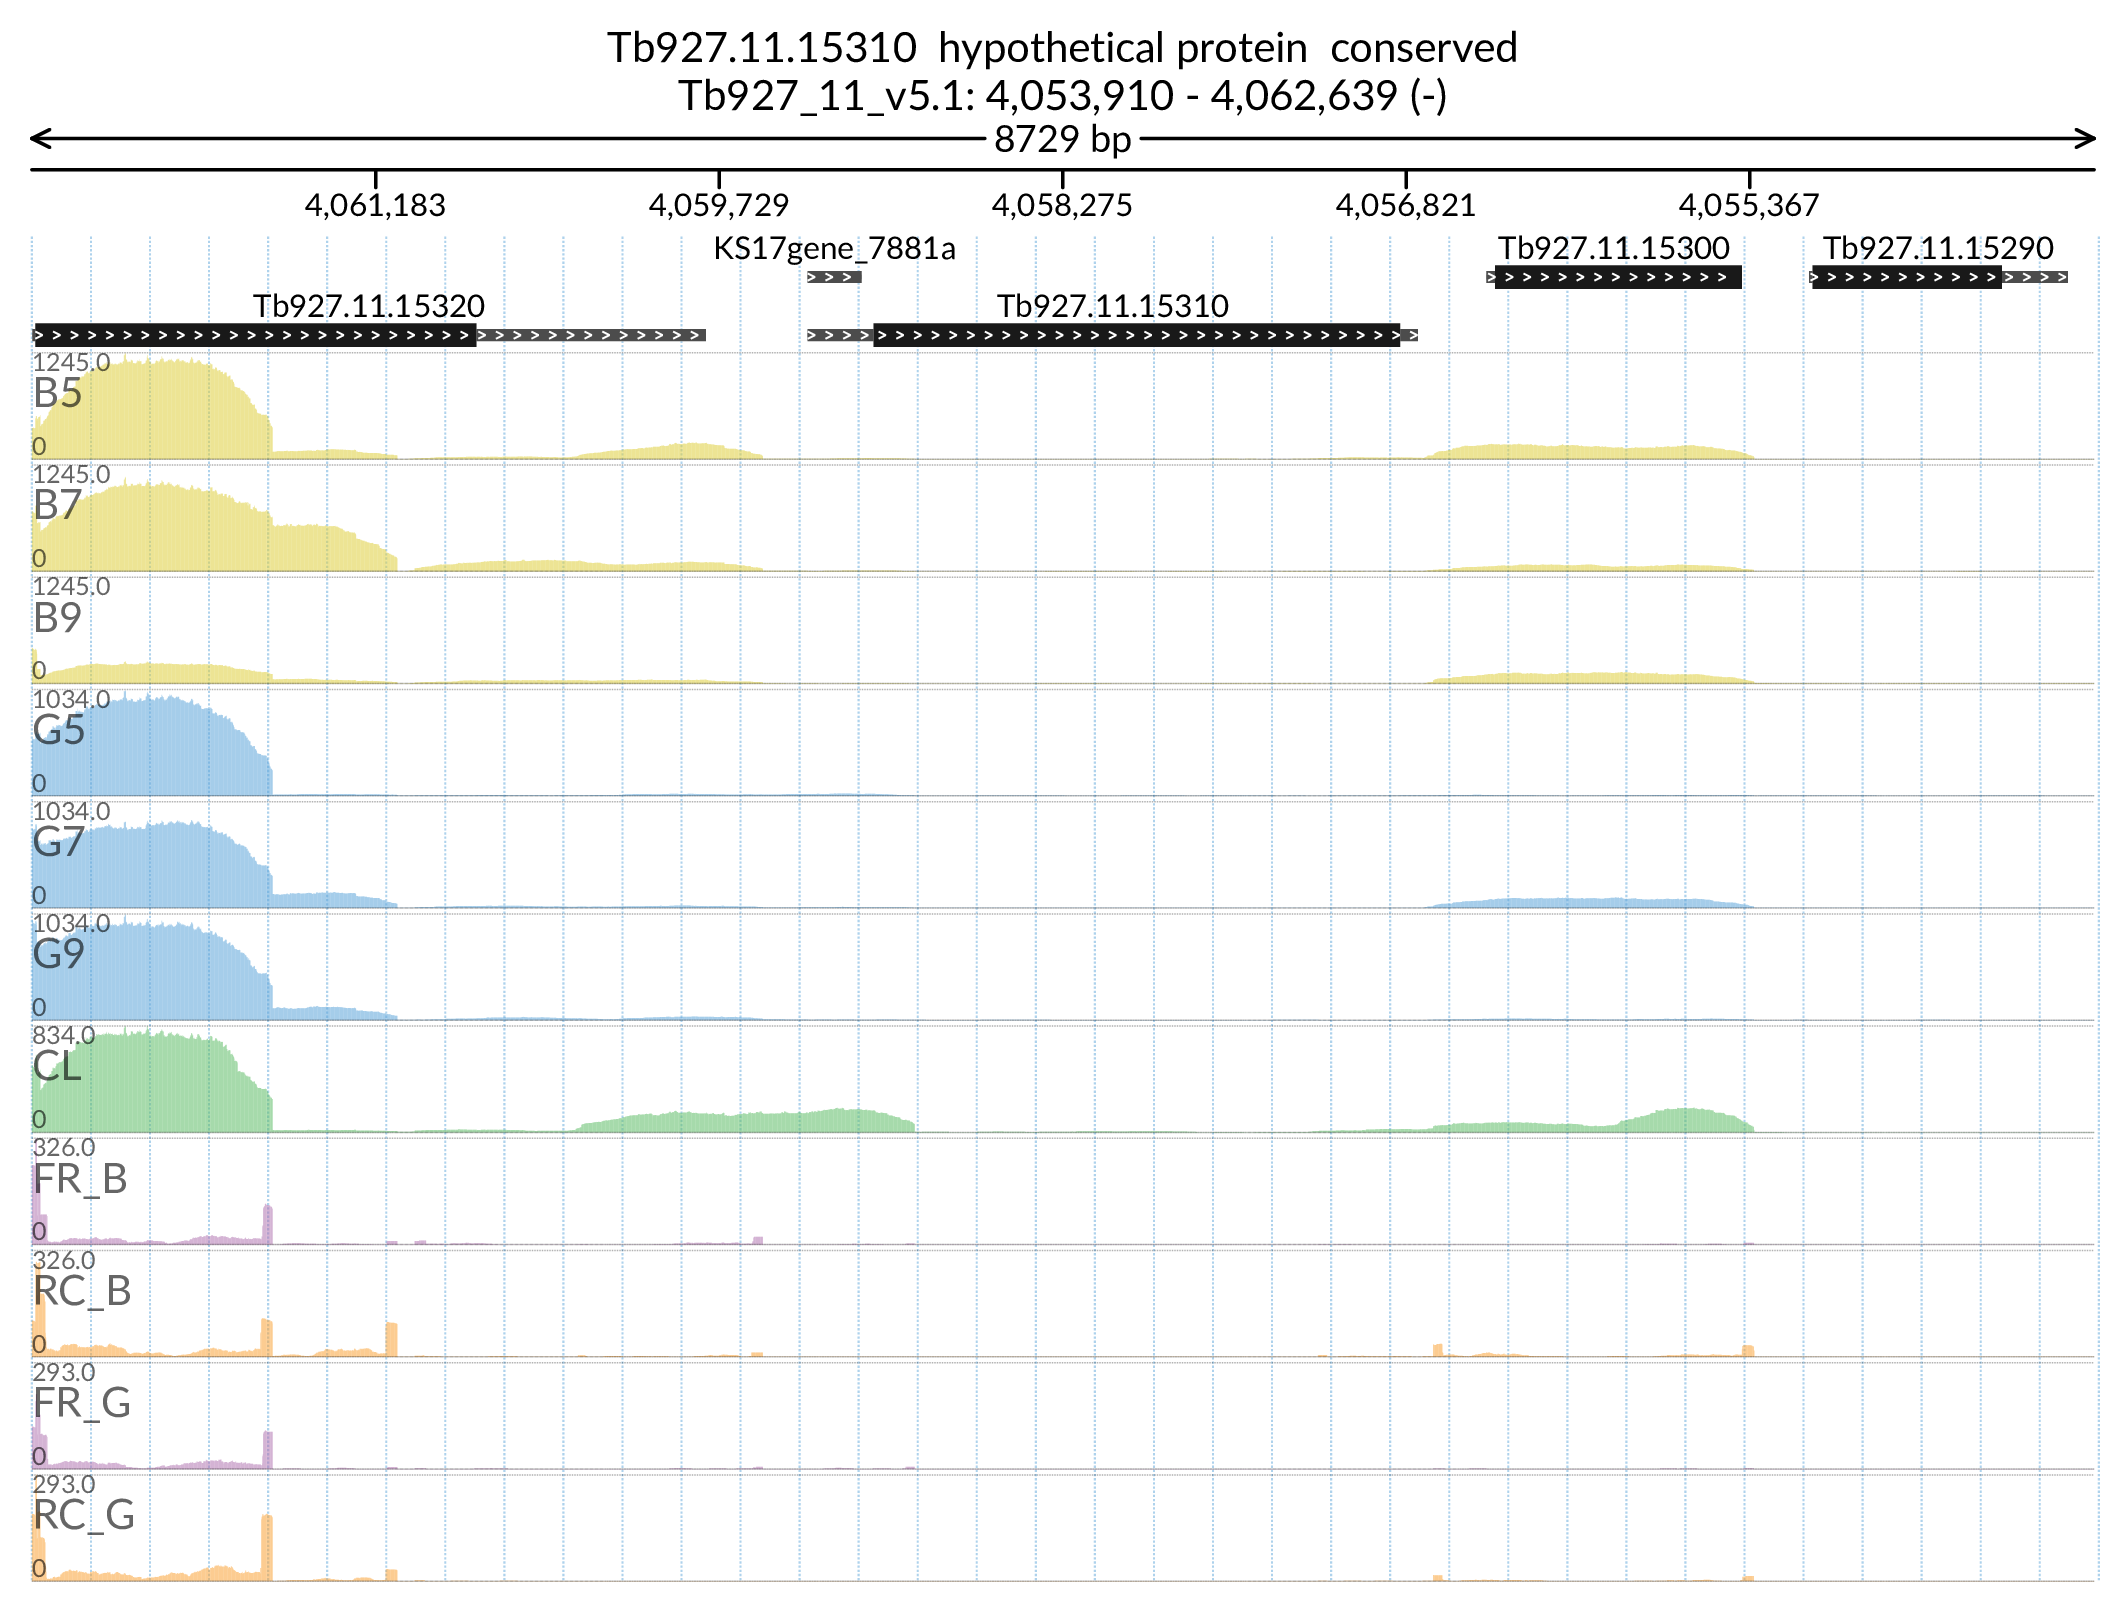 Tb927.11.15310  hypothetical protein  conserved
Tb927_11_v5.1: 4,053,910 - 4,062,639 (-)
8729 bp
4,061,183 4,059,729 4,058,275 4,056,821 4,055,367
KS17gene_7881a Tb927.11.15300 Tb927.11.15290
Tb927.11.15320 Tb927.11.15310
1245.0
B5
0
1245.0
B7
0
1245.0
B9
0
1034.0
G5
0
1034.0
G7
0
1034.0
G9
0
834.0
CL
0
326.0
FR_B
0
326.0
RC_B
0
293.0
FR_G
0
293.0
RC_G
0